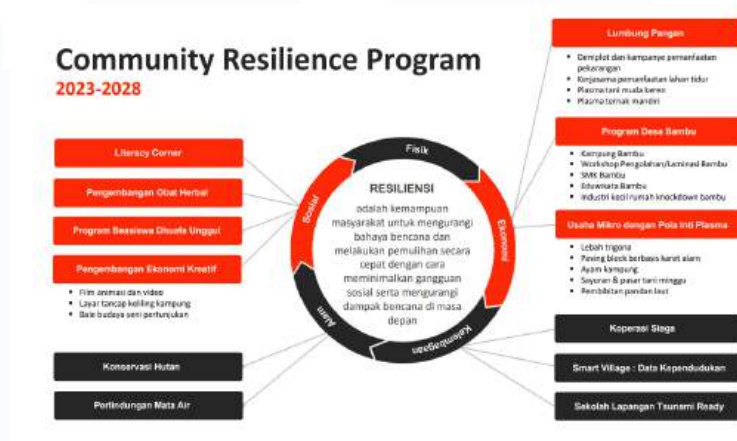 Community Resilience Program
2023-2028
Literacy Corner
Pengembangan Obat Herbal
Program Beasiswa Dhuafa Unggul
Pengembangan Ekonomi Kreatif
• Film animasi dan video
• Layar tancap keliling kampung
• Bale budaya seni pertunjukan
Konservasi Hutan
Perlindungan Mata Air
Fisik
Ekonomi
Kelembagaan
Alam
Sosial
RESILIENSI
adalah kemampuan
masyarakat untuk mengurangi
bahaya bencana dan
melakukan pemulihan secara
cepat dengan cara
meminimalkan gangguan
sosial serta mengurangi
dampak bencana di masa
depan
Lumbung Pangan
• Demplot dan kampanye pemanfaatan
pekarangan
• Kerjasama pemanfaatan lahan tidur
• Plasma tani muda keren
• Plasma ternak mandiri
Program Desa Bambu
• Kampung Bambu
• Workshop Pengolahan/Laminasi Bambu
• SMK Bambu
• Eduwisata Bambu
• Industri kecil rumah knockdown bambu
Usaha Mikro dengan Pola Inti Plasma
• Lebah trigona
• Paving block berbasis karet alam
• Ayam kampung
• Sayuran & pasar tani minggu
• Pembibitan pandan laut
Koperasi Siaga
Smart Village : Data Kependudukan
Sekolah Lapangan Tsunami Ready